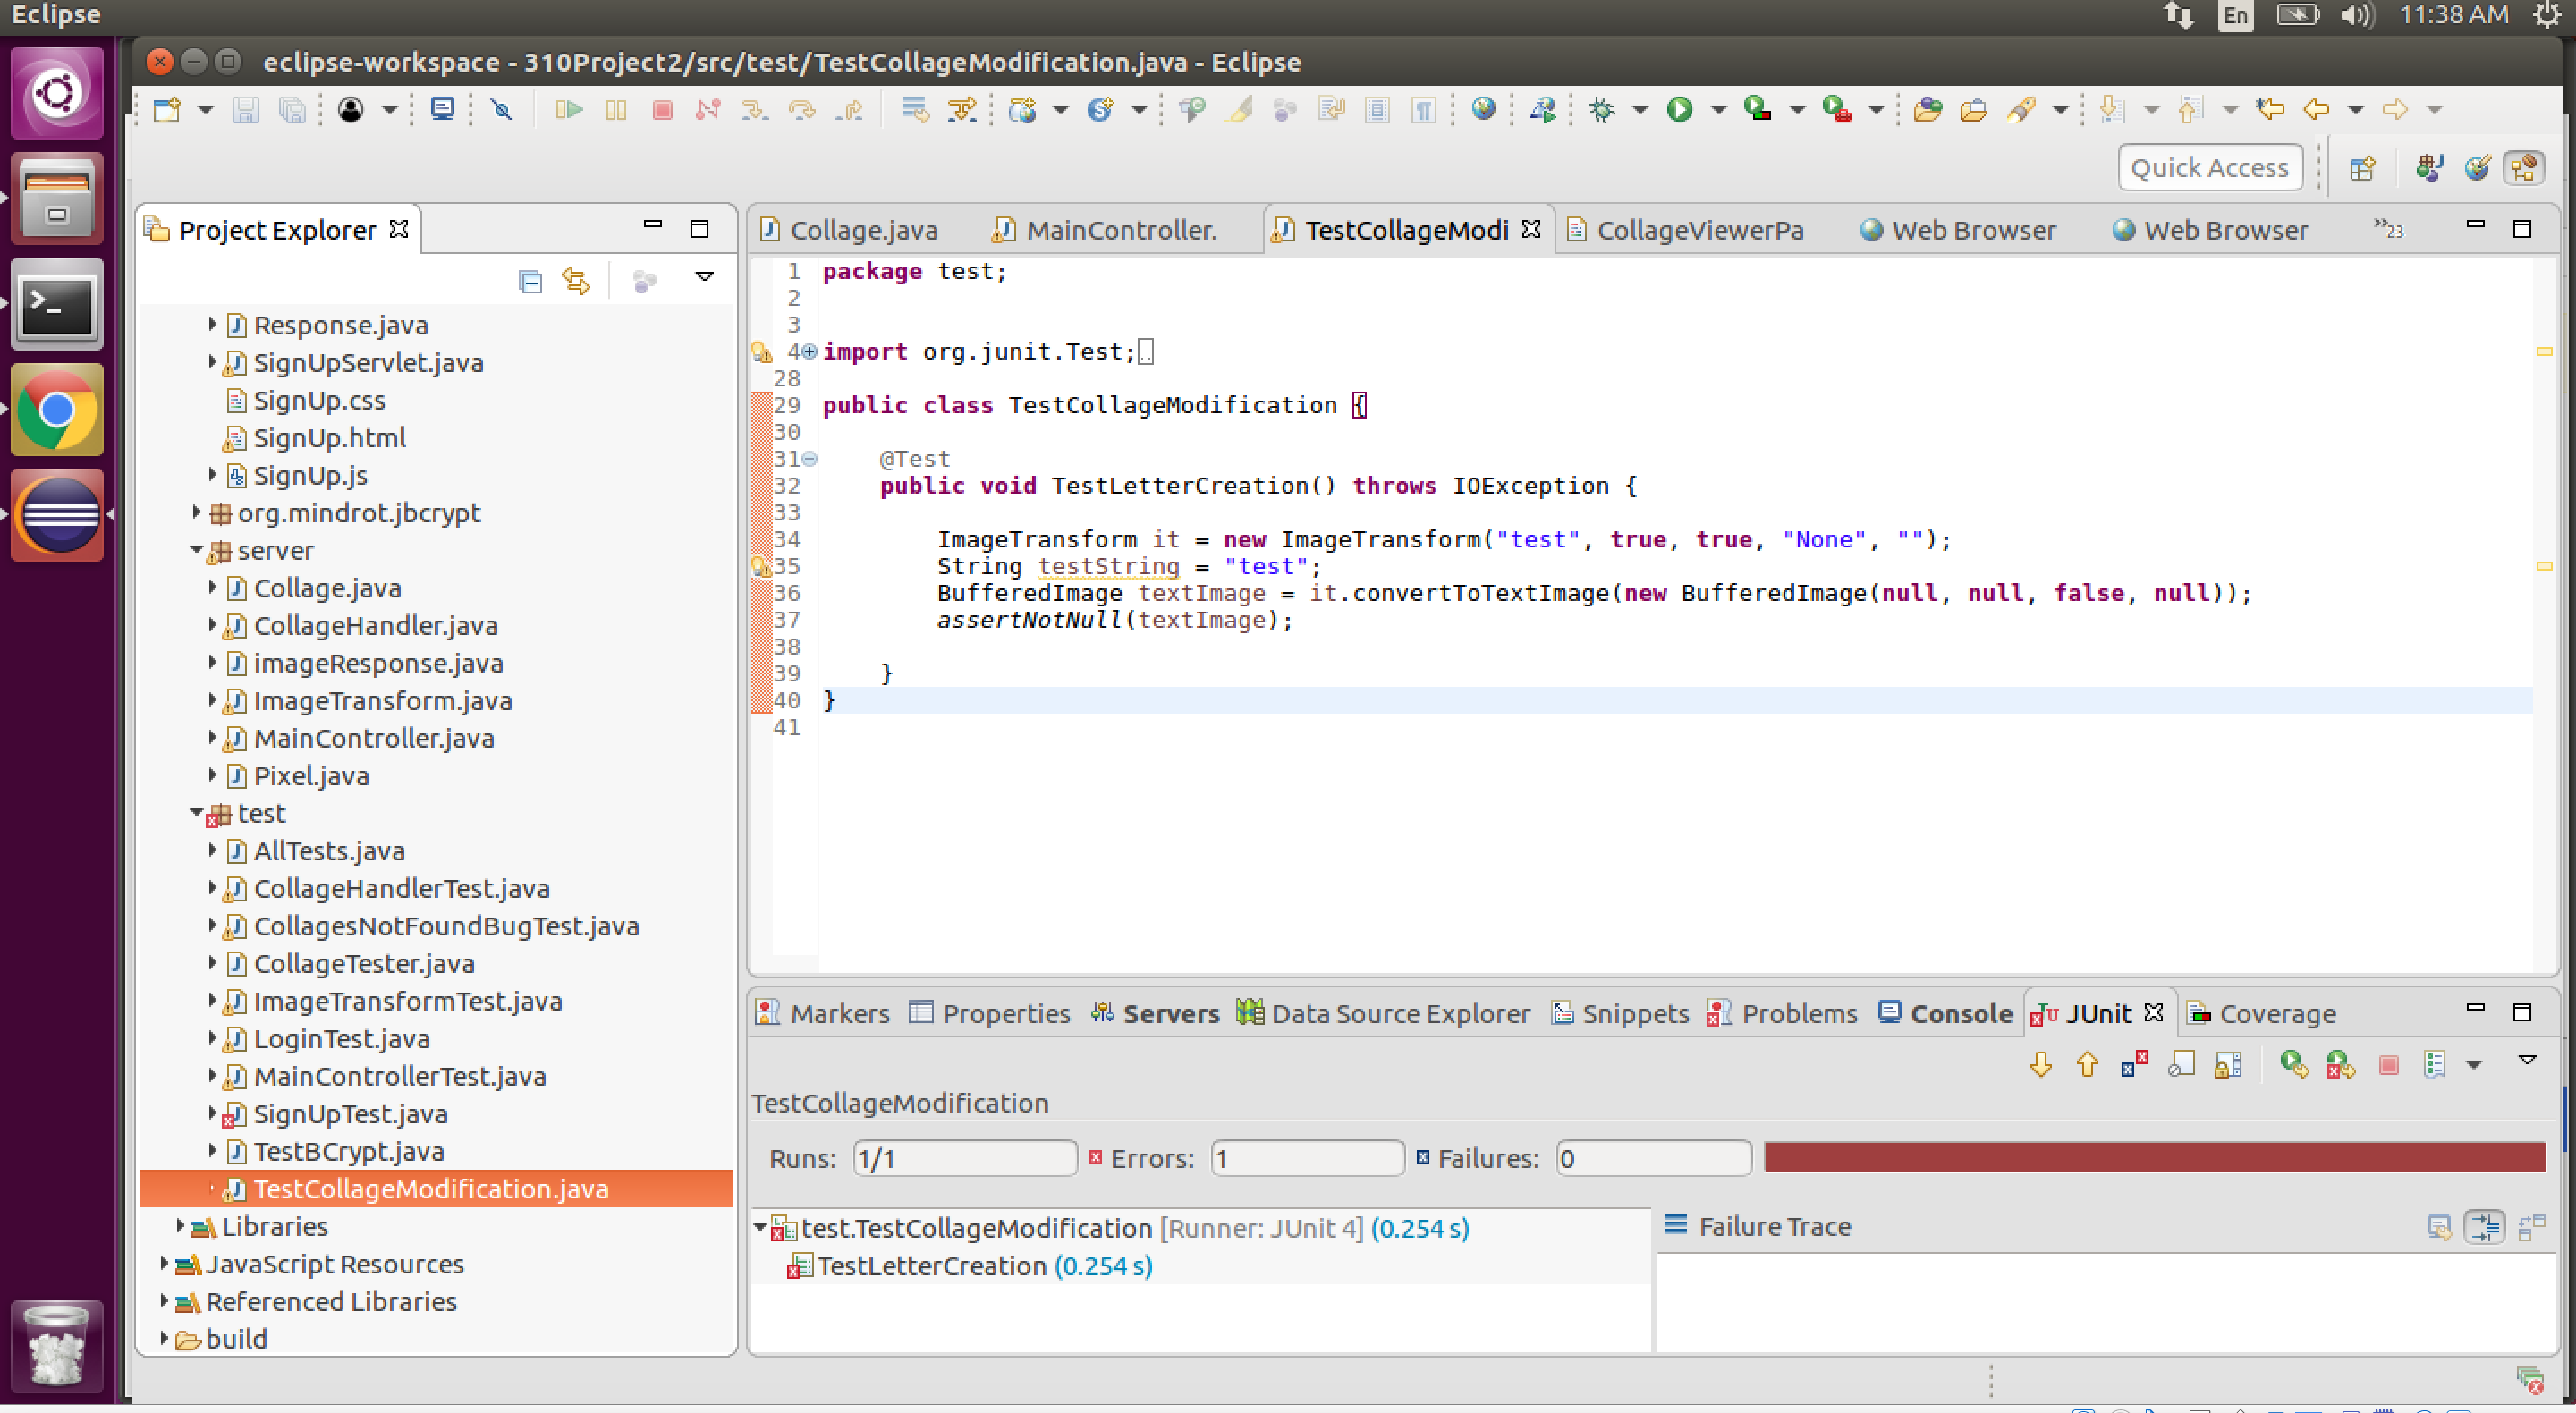 Eclipse
En
11:38 AM
eclipse-workspace - 310Project2/src/test/TestCollageModification.java - Eclipse
Quick Access
Project Explorer
Response.java
SignUpServlet.java
SignUp.css
SignUp.html
SignUp.js
org.mindrot.jbcrypt
server
Collage.java
CollageHandler.java
imageResponse.java
ImageTransform.java
MainController.java
Pixel.java
test
AllTests.java
CollageHandlerTest.java
CollagesNotFoundBugTest.java
CollageTester.java
ImageTransformTest.java
LoginTest.java
MainControllerTest.java
SignUpTest.java
TestBCrypt.java
TestCollageModification.java
Libraries
JavaScript Resources
Referenced Libraries
build
Collage.java MainController. TestCollageModi CollageViewerPa Web Browser Web Browser »23
1 package test;
2
3
4 import org.junit.Test;
28
29 public class TestCollageModification {
30
31 @Test
32 public void TestLetterCreation() throws IOException {
33
34 ImageTransform it = new ImageTransform("test", true, true, "None", "");
35 String testString = "test";
36 BufferedImage textImage = it.convertToTextImage(new BufferedImage(null, null, false, null));
37 assertNotNull(textImage);
38
39 }
40 }
41
Markers Properties Servers Data Source Explorer Snippets Problems Console JUnit Coverage
TestCollageModification
Runs: 1/1 Errors: 1 Failures: 0
test.TestCollageModification [Runner: JUnit 4] (0.254 s)
TestLetterCreation (0.254 s)
Failure Trace